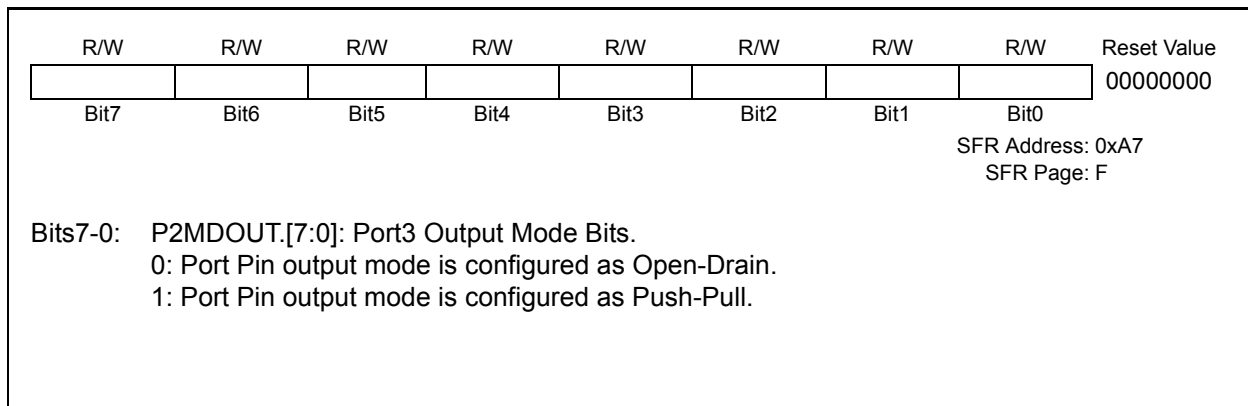 R/W R/W R/W R/W R/W R/W R/W R/W Reset Value
00000000
Bit7 Bit6 Bit5 Bit4 Bit3 Bit2 Bit1 Bit0
SFR Address: 0xA7
SFR Page: F
Bits7-0: P2MDOUT.[7:0]: Port3 Output Mode Bits.
0: Port Pin output mode is configured as Open-Drain.
1: Port Pin output mode is configured as Push-Pull.